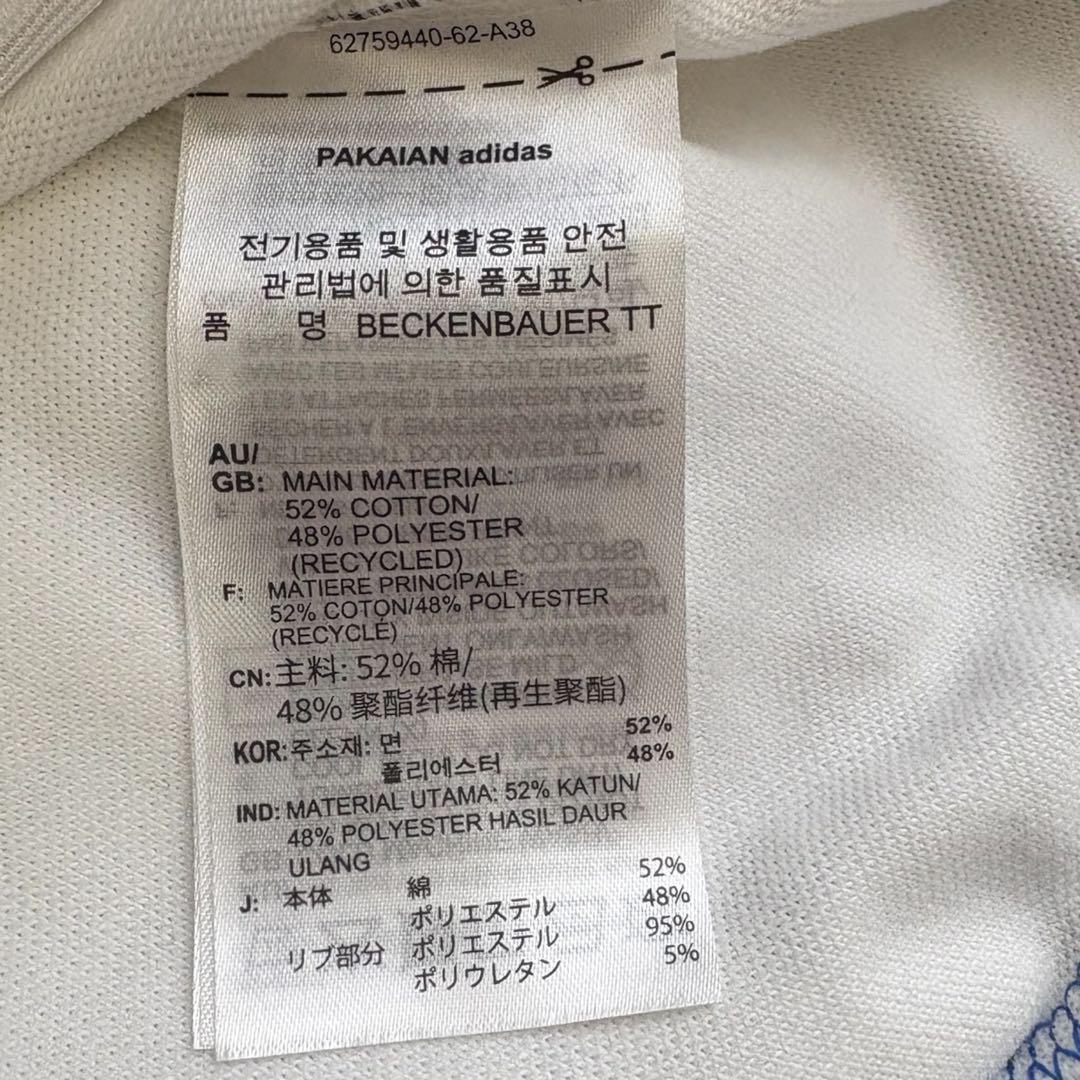 62759440-62-A38
PAKAIAN adidas
전기용품 및 생활용품 안전
관리법에 의한 품질표시
품 명 BECKENBAUER TT
AU/
GB: MAIN MATERIAL:
52% COTTON/
48% POLYESTER
(RECYCLED)
F: MATIERE PRINCIPALE:
52% COTON/48% POLYESTER
(RECYCLÉ)
CN: 主料: 52% 棉/
48% 聚酯纤维(再生聚酯)
KOR: 주소재: 면 52%
폴리에스터 48%
IND: MATERIAL UTAMA: 52% KATUN/
48% POLYESTER HASIL DAUR
ULANG
J: 本体 綿 52%
ポリエステル 48%
リブ部分 ポリエステル 95%
ポリウレタン 5%